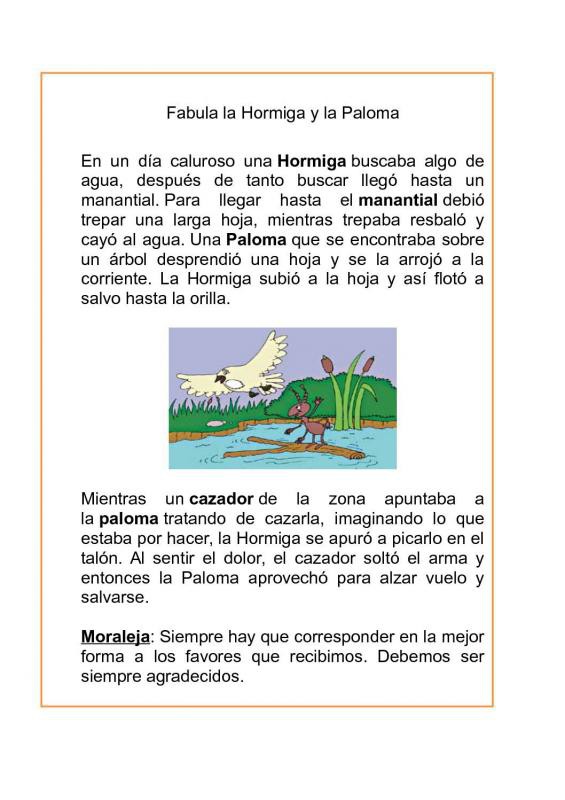 Fabula la Hormiga y la Paloma
En un día caluroso una Hormiga buscaba algo de
agua, después de tanto buscar llegó hasta un
manantial. Para llegar hasta el manantial debió
trepar una larga hoja, mientras trepaba resbaló y
cayó al agua. Una Paloma que se encontraba sobre
un árbol desprendió una hoja y se la arrojó a la
corriente. La Hormiga subió a la hoja y así flotó a
salvo hasta la orilla.
Mientras un cazador de la zona apuntaba a
la paloma tratando de cazarla, imaginando lo que
estaba por hacer, la Hormiga se apuró a picarlo en el
talón. Al sentir el dolor, el cazador soltó el arma y
entonces la Paloma aprovechó para alzar vuelo y
salvarse.
Moraleja: Siempre hay que corresponder en la mejor
forma a los favores que recibimos. Debemos ser
siempre agradecidos.